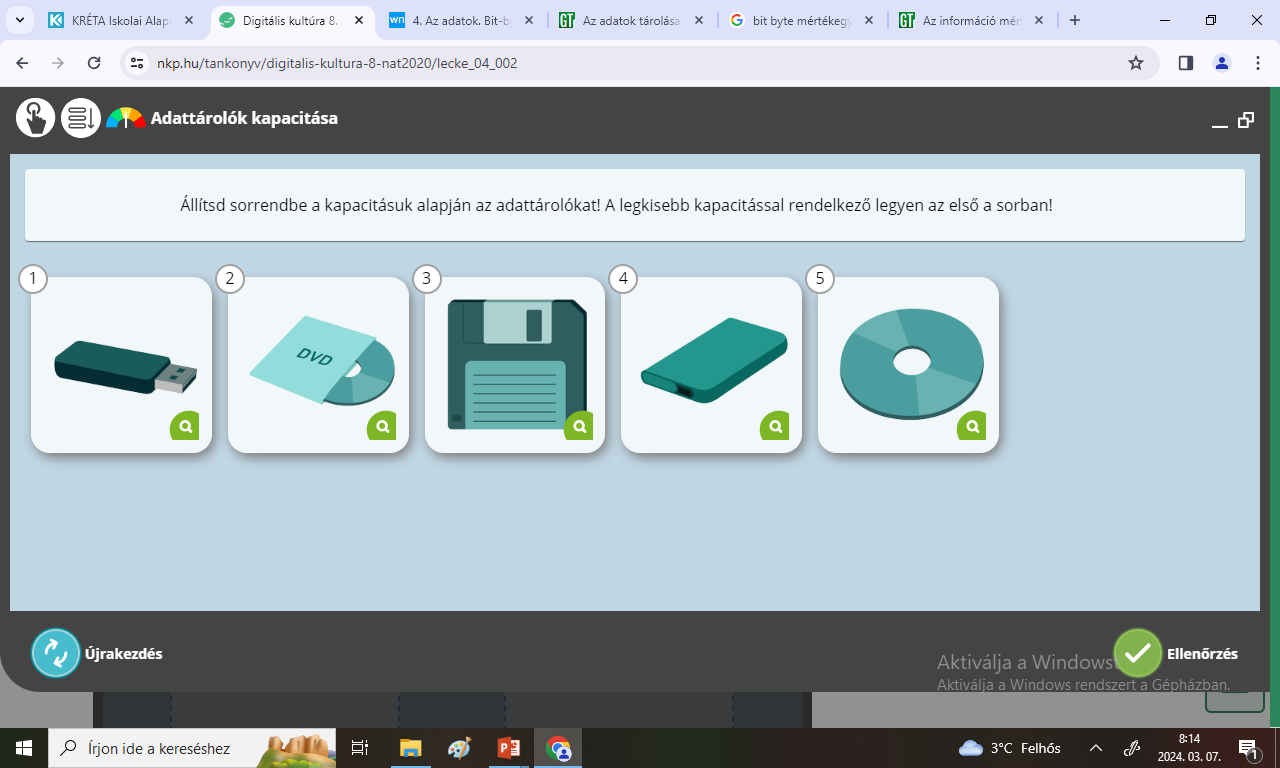 KRÉTA Iskolai Alap
Digitális kultúra 8.
4. Az adatok. Bit-b
Az adatok tárolása
bit byte mértékegy
Az információ mér
nkp.hu/tankonyv/digitalis-kultura-8-nat2020/lecke_04_002
Adattárolók kapacitása
Állítsd sorrendbe a kapacitásuk alapján az adattárolókat! A legkisebb kapacitással rendelkező legyen az első a sorban!
1
2
3
4
5
DVD
Újrakezdés
Ellenőrzés
Aktiválja a Windows
Aktiválja a Windows rendszert a Gépházban.
Írjon ide a kereséshez
3°C Felhős
8:14
2024. 03. 07.
1